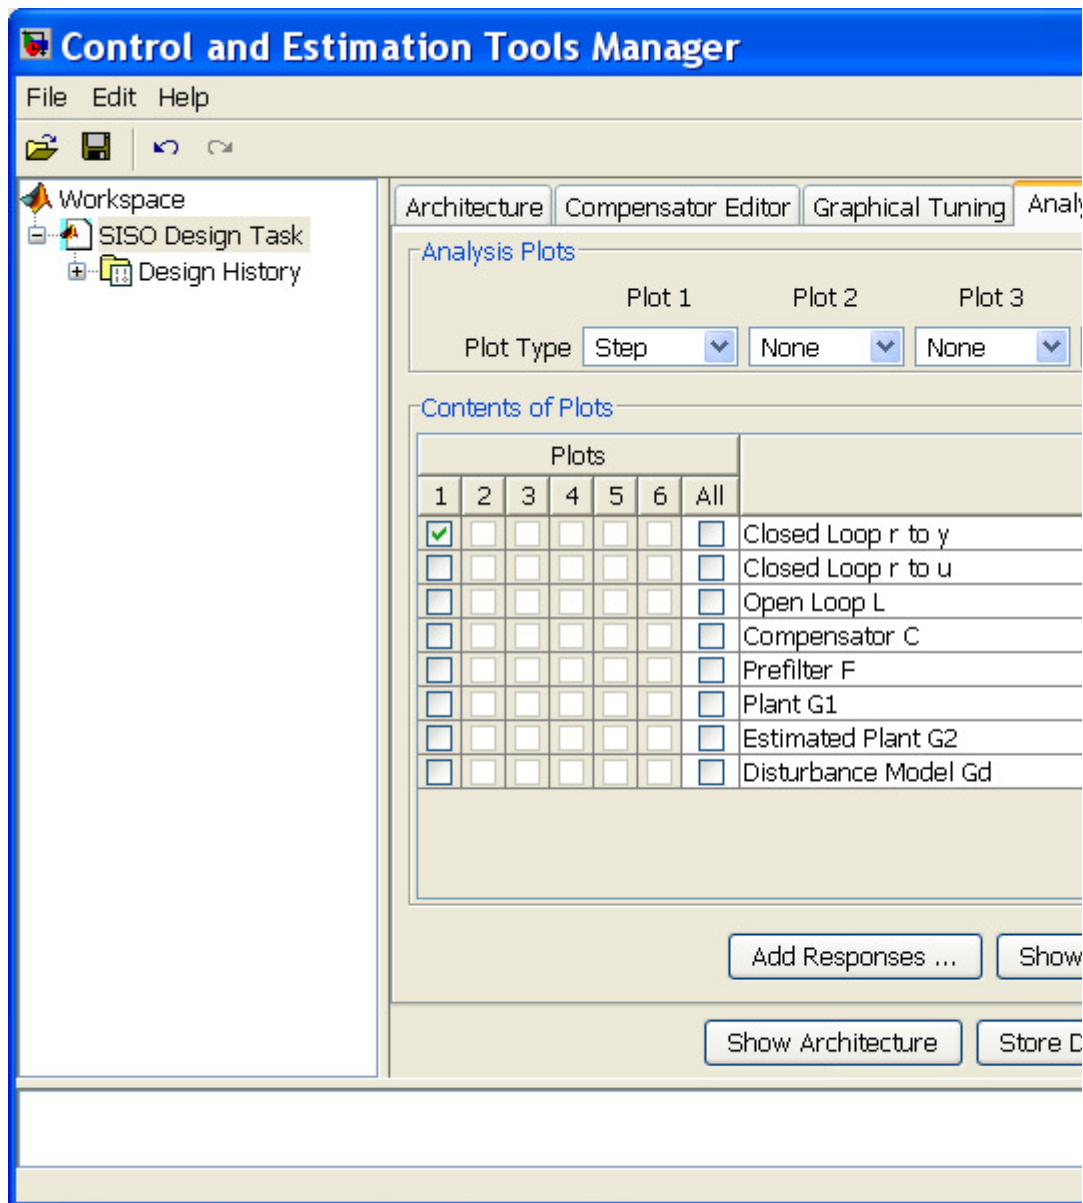 Control and Estimation Tools Manager
File Edit Help
Workspace
SISO Design Task
Design History
Architecture Compensator Editor Graphical Tuning Analy
Analysis Plots
Plot 1 Plot 2 Plot 3
Plot Type Step None None
Contents of Plots
Plots
1 2 3 4 5 6 All
Closed Loop r to y
Closed Loop r to u
Open Loop L
Compensator C
Prefilter F
Plant G1
Estimated Plant G2
Disturbance Model Gd
Add Responses ... Show
Show Architecture Store D